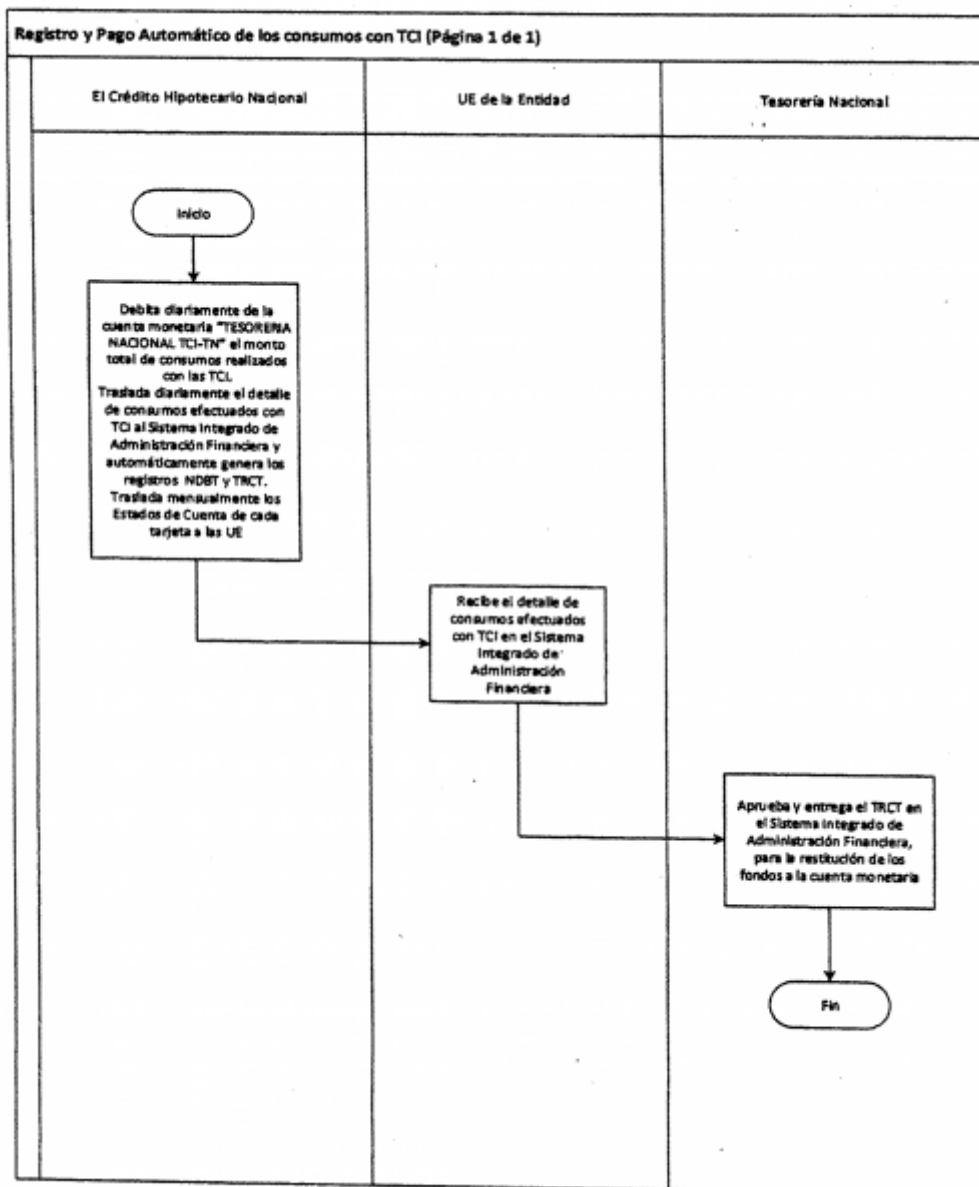 Registro y Pago Automático de los consumos con TCI (Página 1 de 1)
El Crédito Hipotecario Nacional
UE de la Entidad
Tesorería Nacional
Inicio
Debita diariamente de la
cuenta monetaria "TESORERIA
NACIONAL TCI-TN" el monto
total de consumos realizados
con las TCI.
Traslada diariamente el detalle
de consumos efectuados con
TCI al Sistema Integrado de
Administración Financiera y
automáticamente genera los
registros NDBT y TRCT.
Traslada mensualmente los
Estados de Cuenta de cada
tarjeta a las UE
Recibe el detalle de
consumos efectuados
con TCI en el Sistema
Integrado de
Administración
Financiera
Aprueba y entrega el TRCT en
el Sistema Integrado de
Administración Financiera,
para la restitución de los
fondos a la cuenta monetaria
Fin